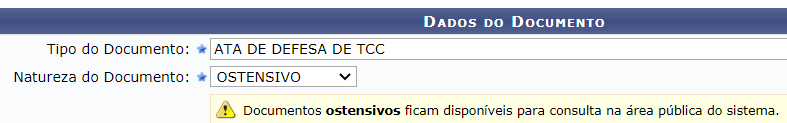 DADOS DO DOCUMENTO
Tipo do Documento: ATA DE DEFESA DE TCC
Natureza do Documento: OSTENSIVO
Documentos ostensivos ficam disponíveis para consulta na área pública do sistema.